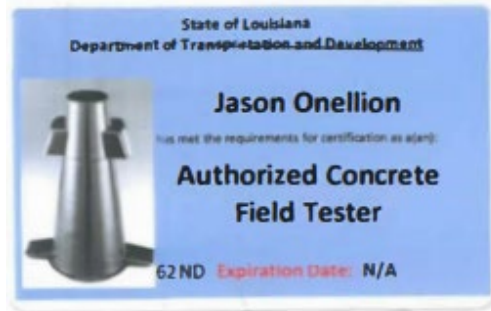 State of Louisiana
Department of Transportation and Development
Jason Onellion
has met the requirements for certification as a(an):
Authorized Concrete
Field Tester
62ND Expiration Date: N/A